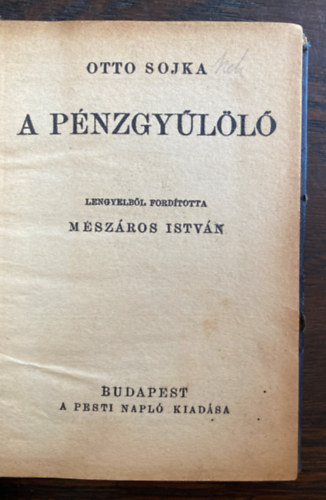 OTTO SOJKA
A PÉNZGYŰLÖLŐ
LENGYELBŐL FORDÍTOTTA
MÉSZÁROS ISTVÁN
BUDAPEST
A PESTI NAPLÓ KIADÁSA